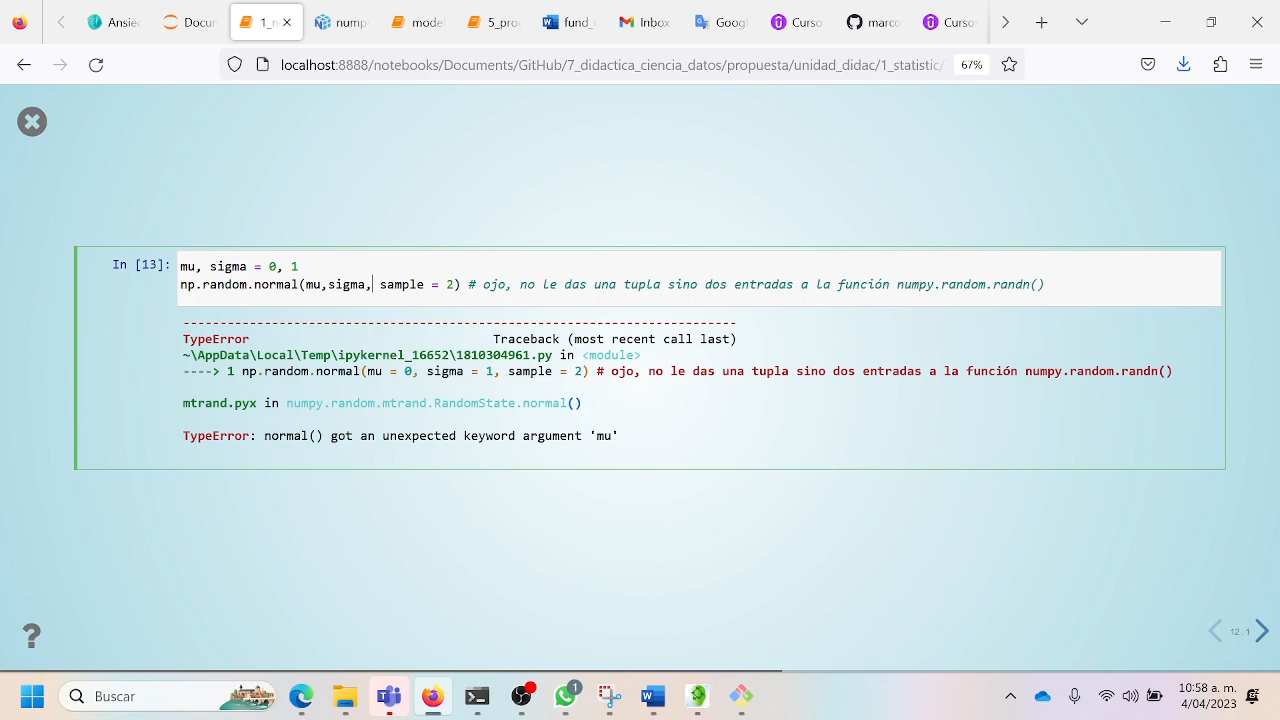 Ansie
Docur
1_n
nump
model
5_pro
fund_
Inbox
Googl
Curso
marco
Curso
localhost:8888/notebooks/Documents/GitHub/7_didactica_ciencia_datos/propuesta/unidad_didac/1_statistic/
67%
In [13]: mu, sigma = 0, 1
np.random.normal(mu,sigma, sample = 2) # ojo, no le das una tupla sino dos entradas a la función numpy.random.randn()
---------------------------------------------------------------------------
TypeError Traceback (most recent call last)
~\AppData\Local\Temp\ipykernel_16652\1810304961.py in <module>
----> 1 np.random.normal(mu = 0, sigma = 1, sample = 2) # ojo, no le das una tupla sino dos entradas a la función numpy.random.randn()
mtrand.pyx in numpy.random.mtrand.RandomState.normal()
TypeError: normal() got an unexpected keyword argument 'mu'
?
12.1
Buscar
1
10:58 a. m.
4/04/2023